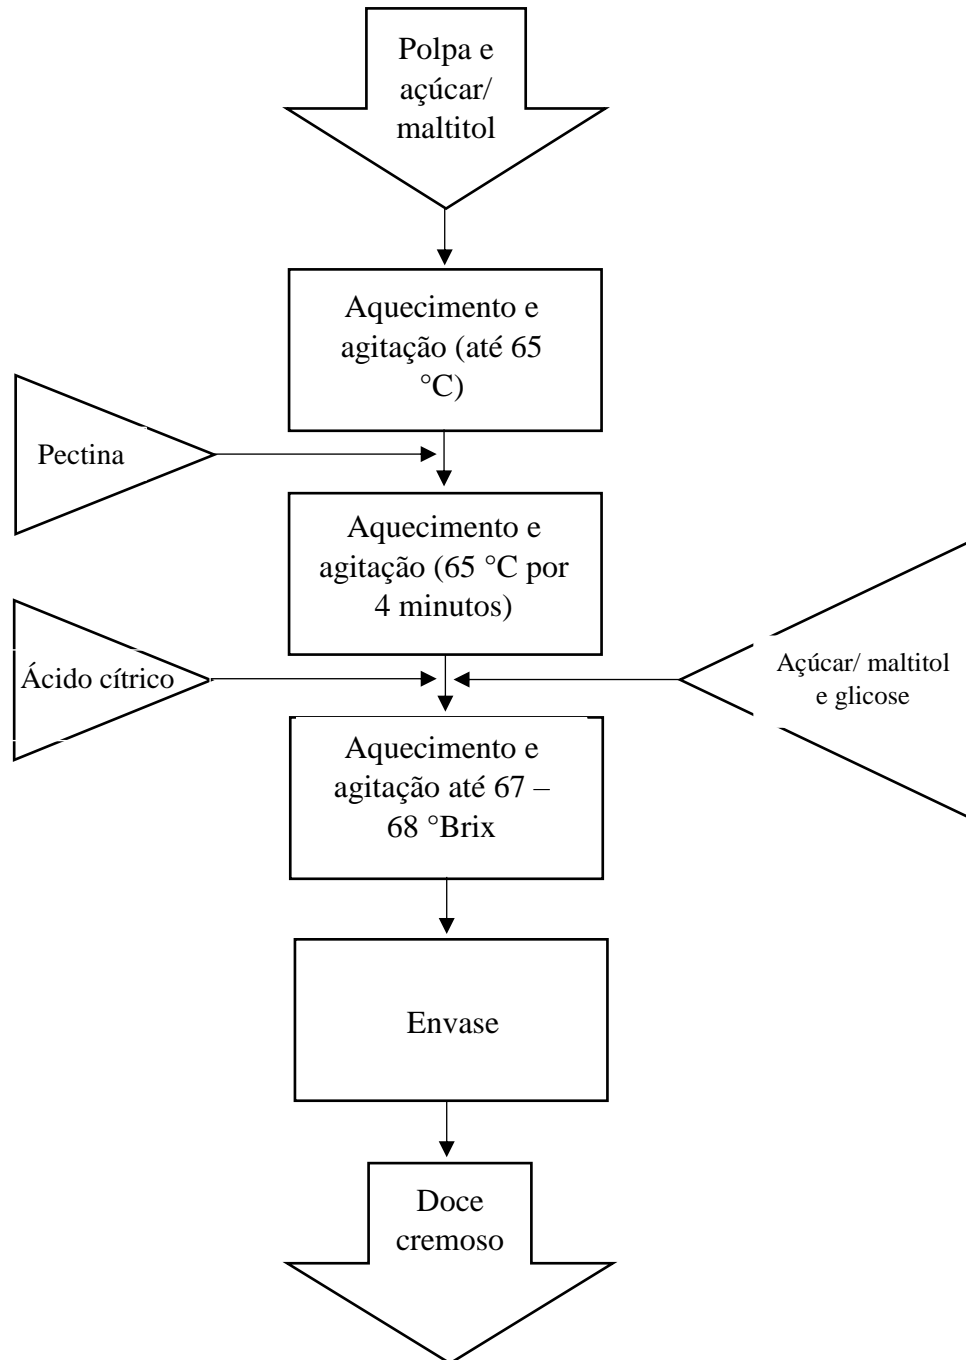 Polpa e
açúcar/
maltitol
Aquecimento e
agitação (até 65
°C)
Pectina
Aquecimento e
agitação (65 °C por
4 minutos)
Ácido cítrico
Açúcar/ maltitol
e glicose
Aquecimento e
agitação até 67 –
68 °Brix
Envase
Doce
cremoso